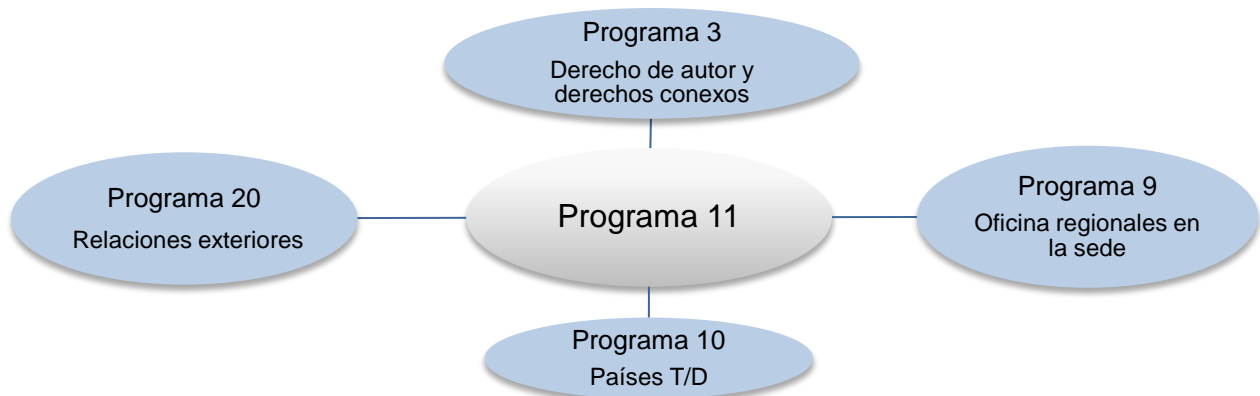 Programa 3
Derecho de autor y
derechos conexos
Programa 20
Relaciones exteriores
Programa 11
Programa 9
Oficina regionales en
la sede
Programa 10
Países T/D